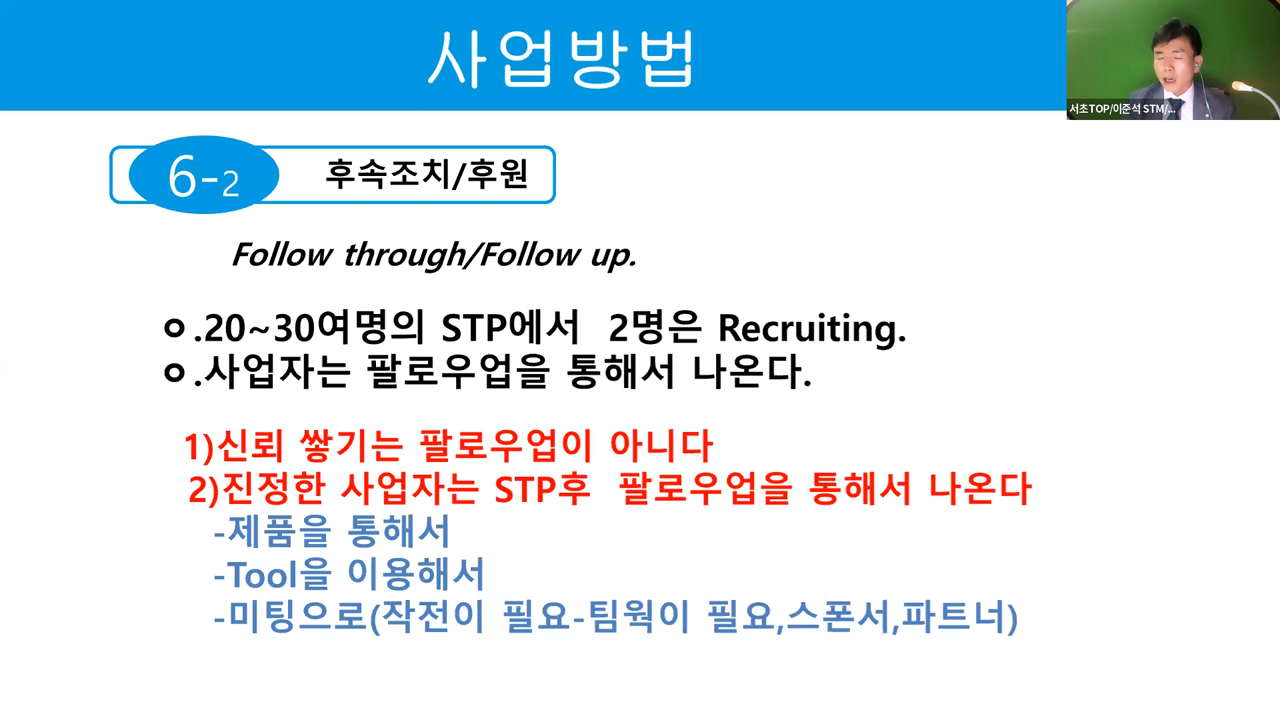 사업방법
서초TOP/이준석 STM/...
6-2 후속조치/후원
Follow through/Follow up.
ㅇ.20~30여명의 STP에서 2명은 Recruiting.
ㅇ.사업자는 팔로우업을 통해서 나온다.
1)신뢰 쌓기는 팔로우업이 아니다
2)진정한 사업자는 STP후 팔로우업을 통해서 나온다
-제품을 통해서
-Tool을 이용해서
-미팅으로(작전이 필요-팀웍이 필요,스폰서,파트너)